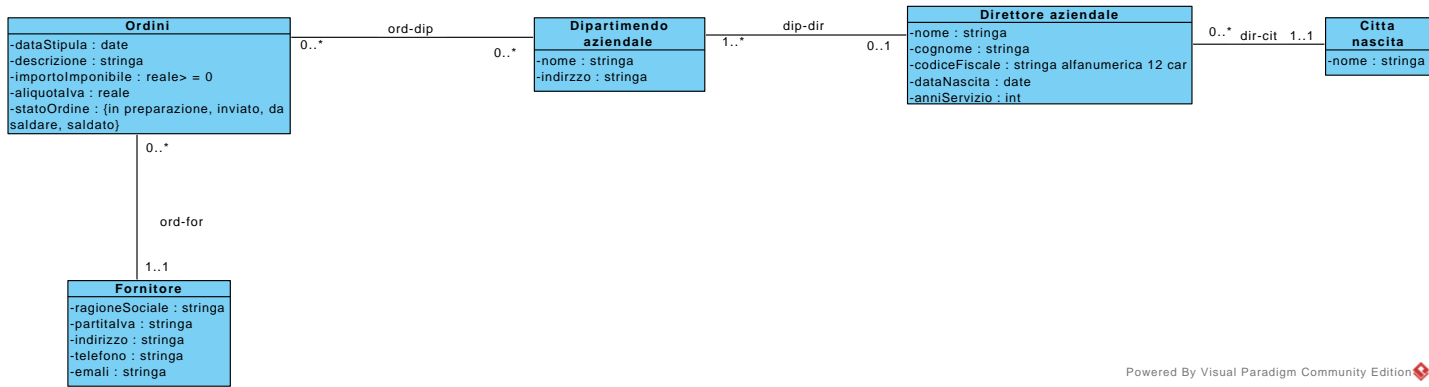 Ordini
-dataStipula : date
-descrizione : stringa
-importoImponibile : reale> = 0
-aliquotaIva : reale
-statoOrdine : {in preparazione, inviato, da
saldare, saldato}
0..*
ord-dip
0..*
Dipartimendo
aziendale
-nome : stringa
-indirzzo : stringa
1..*
dip-dir
0..1
Direttore aziendale
-nome : stringa
-cognome : stringa
-codiceFiscale : stringa alfanumerica 12 car
-dataNascita : date
-anniServizio : int
0..*
dir-cit
1..1
Citta
nascita
-nome : stringa
0..*
ord-for
1..1
Fornitore
-ragioneSociale : stringa
-partitaIva : stringa
-indirizzo : stringa
-telefono : stringa
-emali : stringa
Powered By Visual Paradigm Community Edition